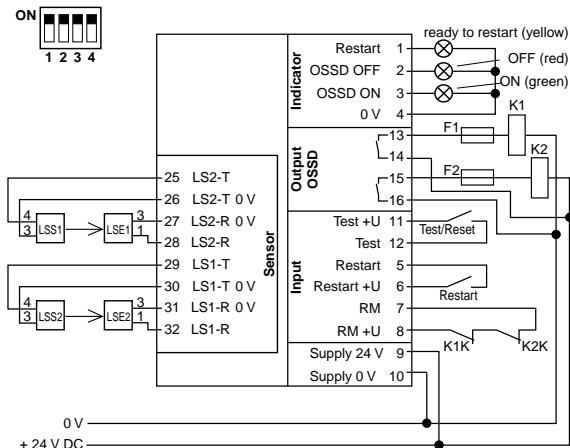 ON
1 2 3 4
ready to restart (yellow)
OFF (red)
ON (green)
Indicator
Restart 1
OSSD OFF 2
OSSD ON 3
0 V 4
Output OSSD
13 F1 K1
14
15 F2 K2
16
Sensor
25 LS2-T
26 LS2-T 0 V
27 LS2-R 0 V
28 LS2-R
29 LS1-T
30 LS1-T 0 V
31 LS1-R 0 V
32 LS1-R
4 3 LSS1 LSE1 3 1
4 3 LSS2 LSE2 3 1
Input
Test +U 11
Test/Reset
Test 12
Restart 5
Restart +U 6
Restart
RM 7
RM +U 8
K1K K2K
Supply 24 V 9
Supply 0 V 10
0 V
+ 24 V DC